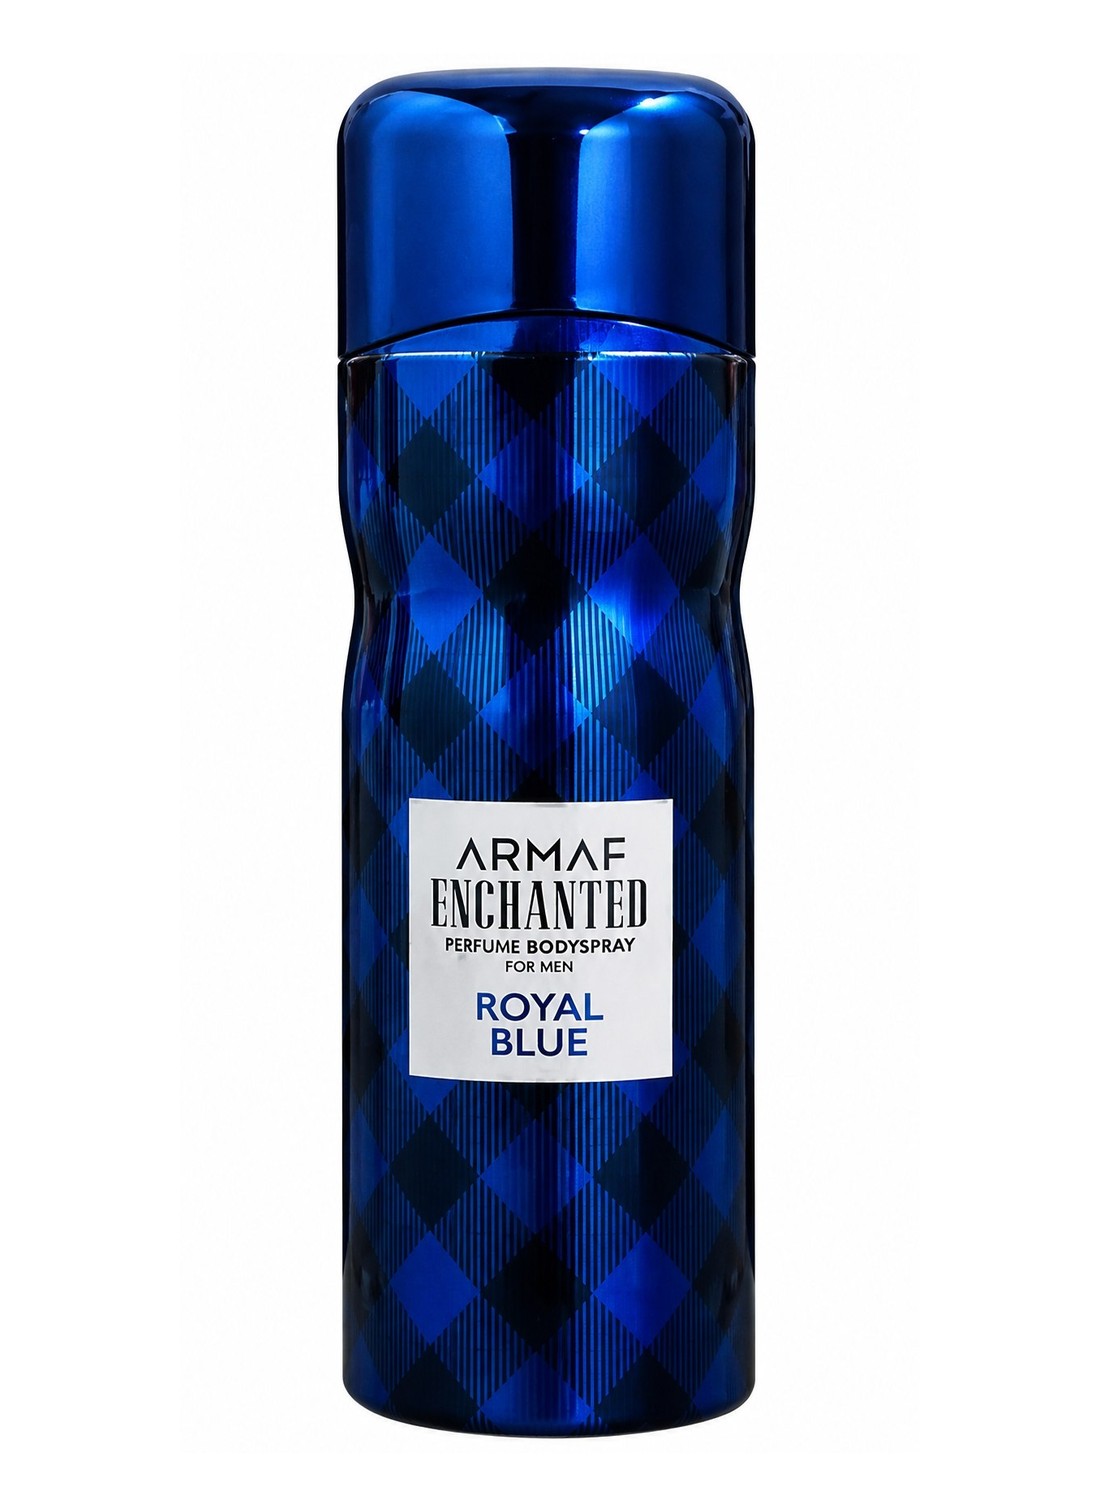 ARMAF
ENCHANTED
PERFUME BODYSPRAY
FOR MEN
ROYAL
BLUE